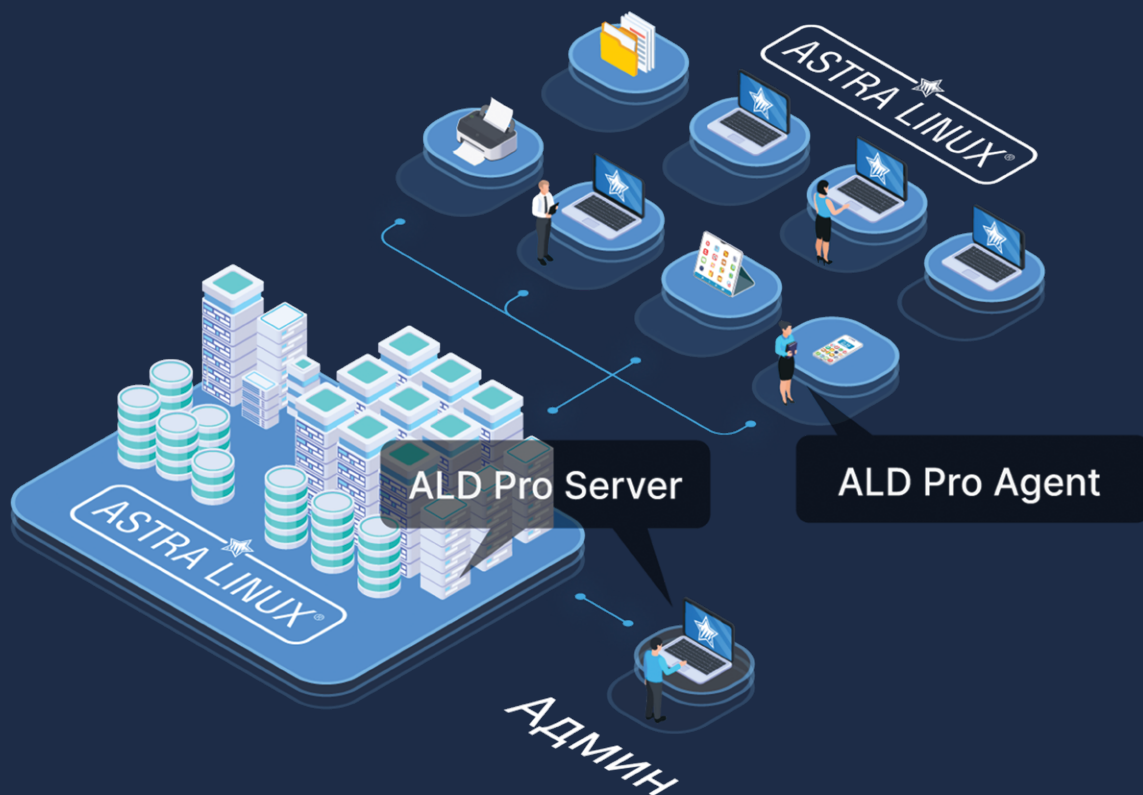 ASTRA LINUX®
ALD Pro Server
ALD Pro Agent
ASTRA LINUX®
Админ